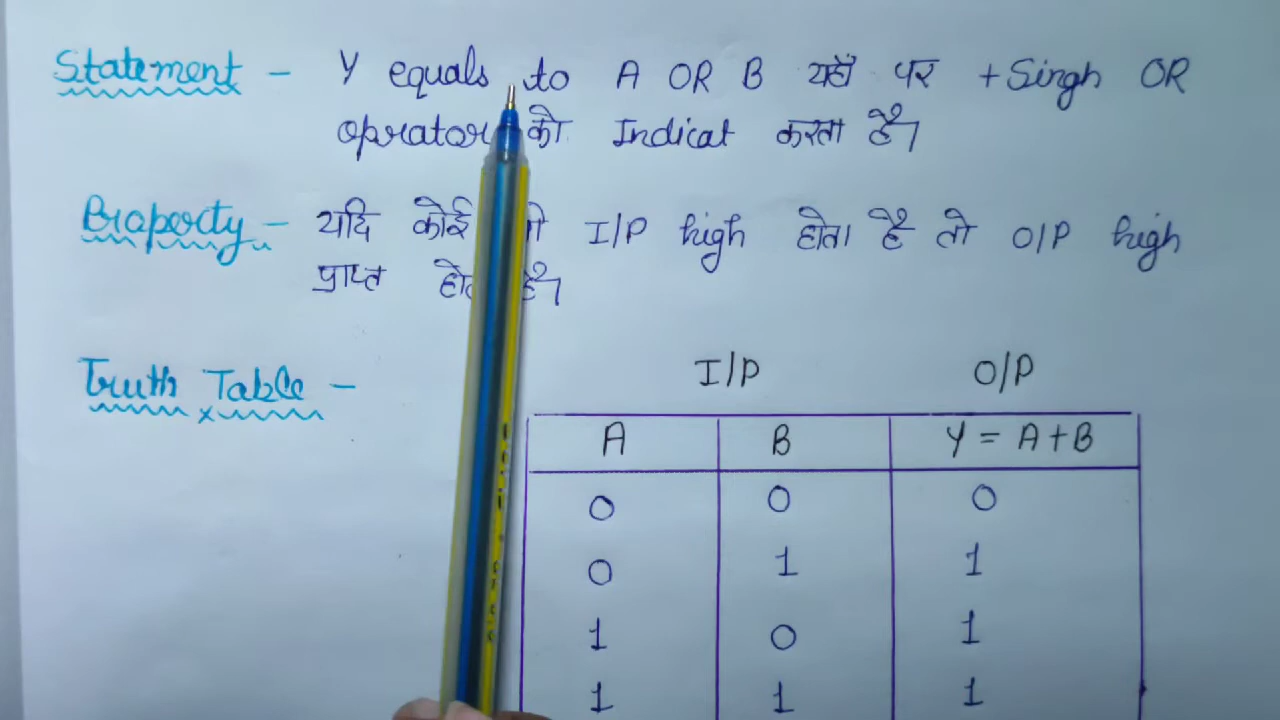 Statement - Y equals to A OR B यहाँ पर + Singh OR
oprator को Indicat करता है।
Property - यदि कोई I/P high होता है तो O/P high
प्राप्त है।
Truth Table -
I/P O/P
A B Y = A+B
0 0 0
0 1 1
1 0 1
1 1 1